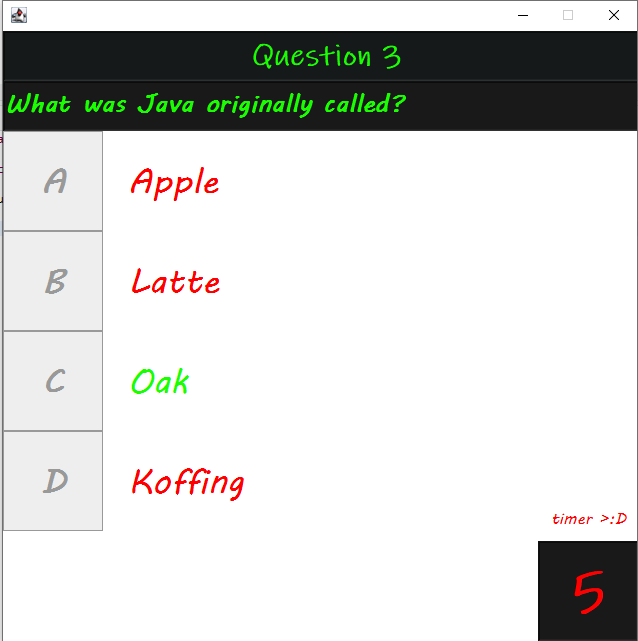 Question 3
What was Java originally called?
A Apple
B Latte
C Oak
D Koffing
timer >:D
5